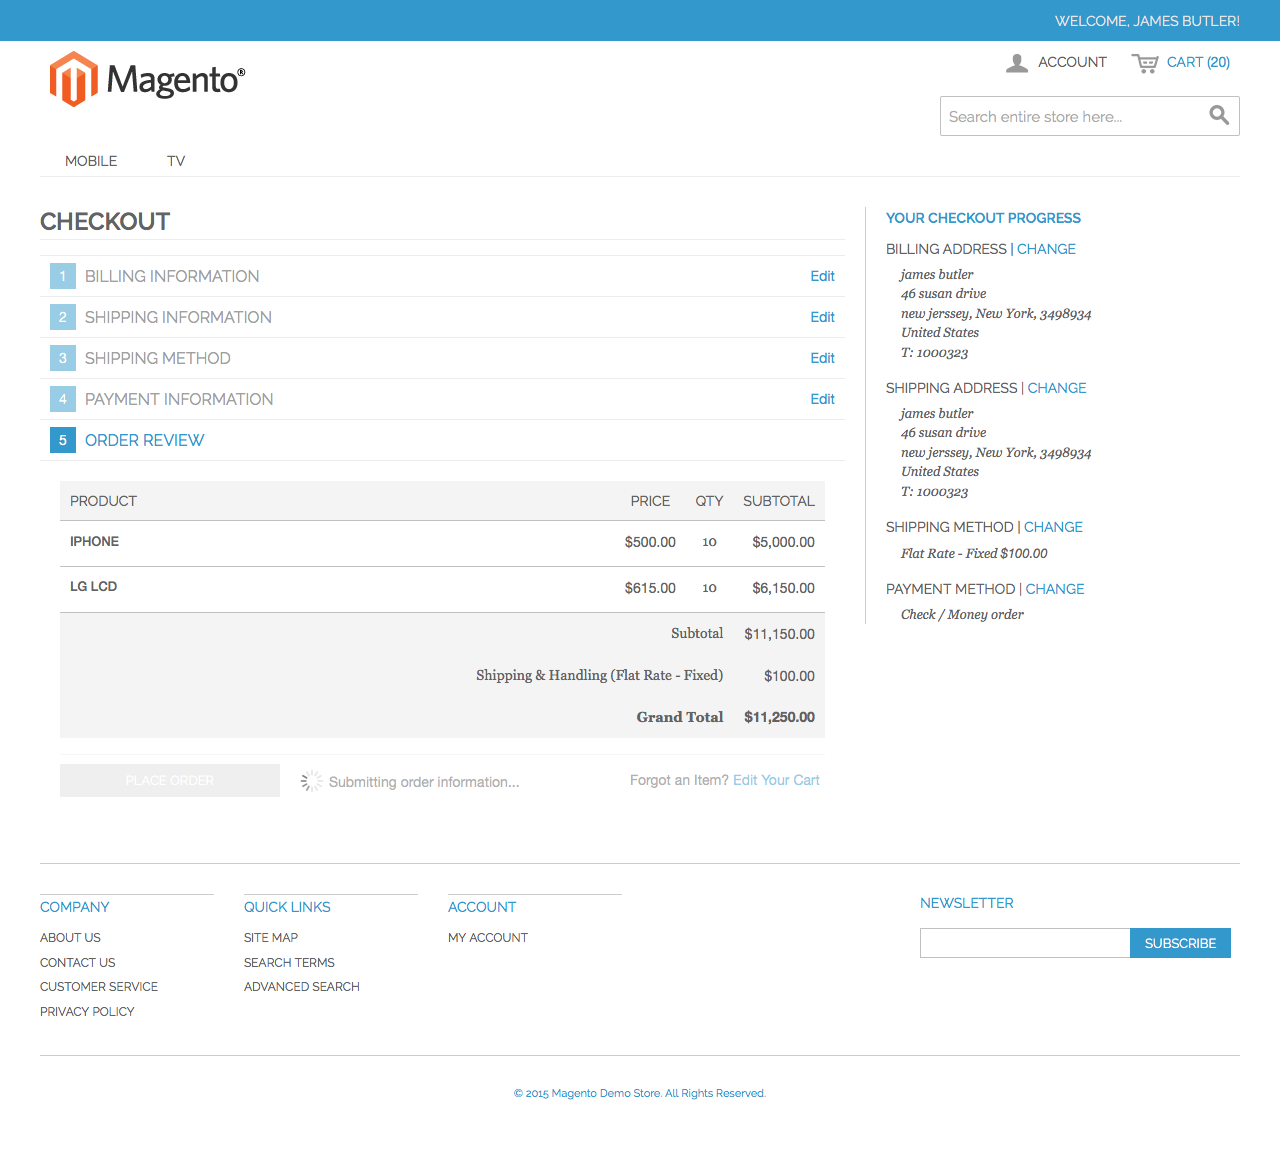 WELCOME, JAMES BUTLER!
Magento®
ACCOUNT
CART (20)
Search entire store here...
MOBILE TV
CHECKOUT
1 BILLING INFORMATION Edit
2 SHIPPING INFORMATION Edit
3 SHIPPING METHOD Edit
4 PAYMENT INFORMATION Edit
5 ORDER REVIEW
PRODUCT PRICE QTY SUBTOTAL
IPHONE $500.00 10 $5,000.00
LG LCD $615.00 10 $6,150.00
Subtotal $11,150.00
Shipping & Handling (Flat Rate - Fixed) $100.00
Grand Total $11,250.00
PLACE ORDER
Submitting order information...
Forgot an Item? Edit Your Cart
YOUR CHECKOUT PROGRESS
BILLING ADDRESS | CHANGE
james butler
46 susan drive
new jerssey, New York, 3498934
United States
T: 1000323
SHIPPING ADDRESS | CHANGE
james butler
46 susan drive
new jerssey, New York, 3498934
United States
T: 1000323
SHIPPING METHOD | CHANGE
Flat Rate - Fixed $100.00
PAYMENT METHOD | CHANGE
Check / Money order
COMPANY
ABOUT US
CONTACT US
CUSTOMER SERVICE
PRIVACY POLICY
QUICK LINKS
SITE MAP
SEARCH TERMS
ADVANCED SEARCH
ACCOUNT
MY ACCOUNT
NEWSLETTER
SUBSCRIBE
© 2015 Magento Demo Store. All Rights Reserved.